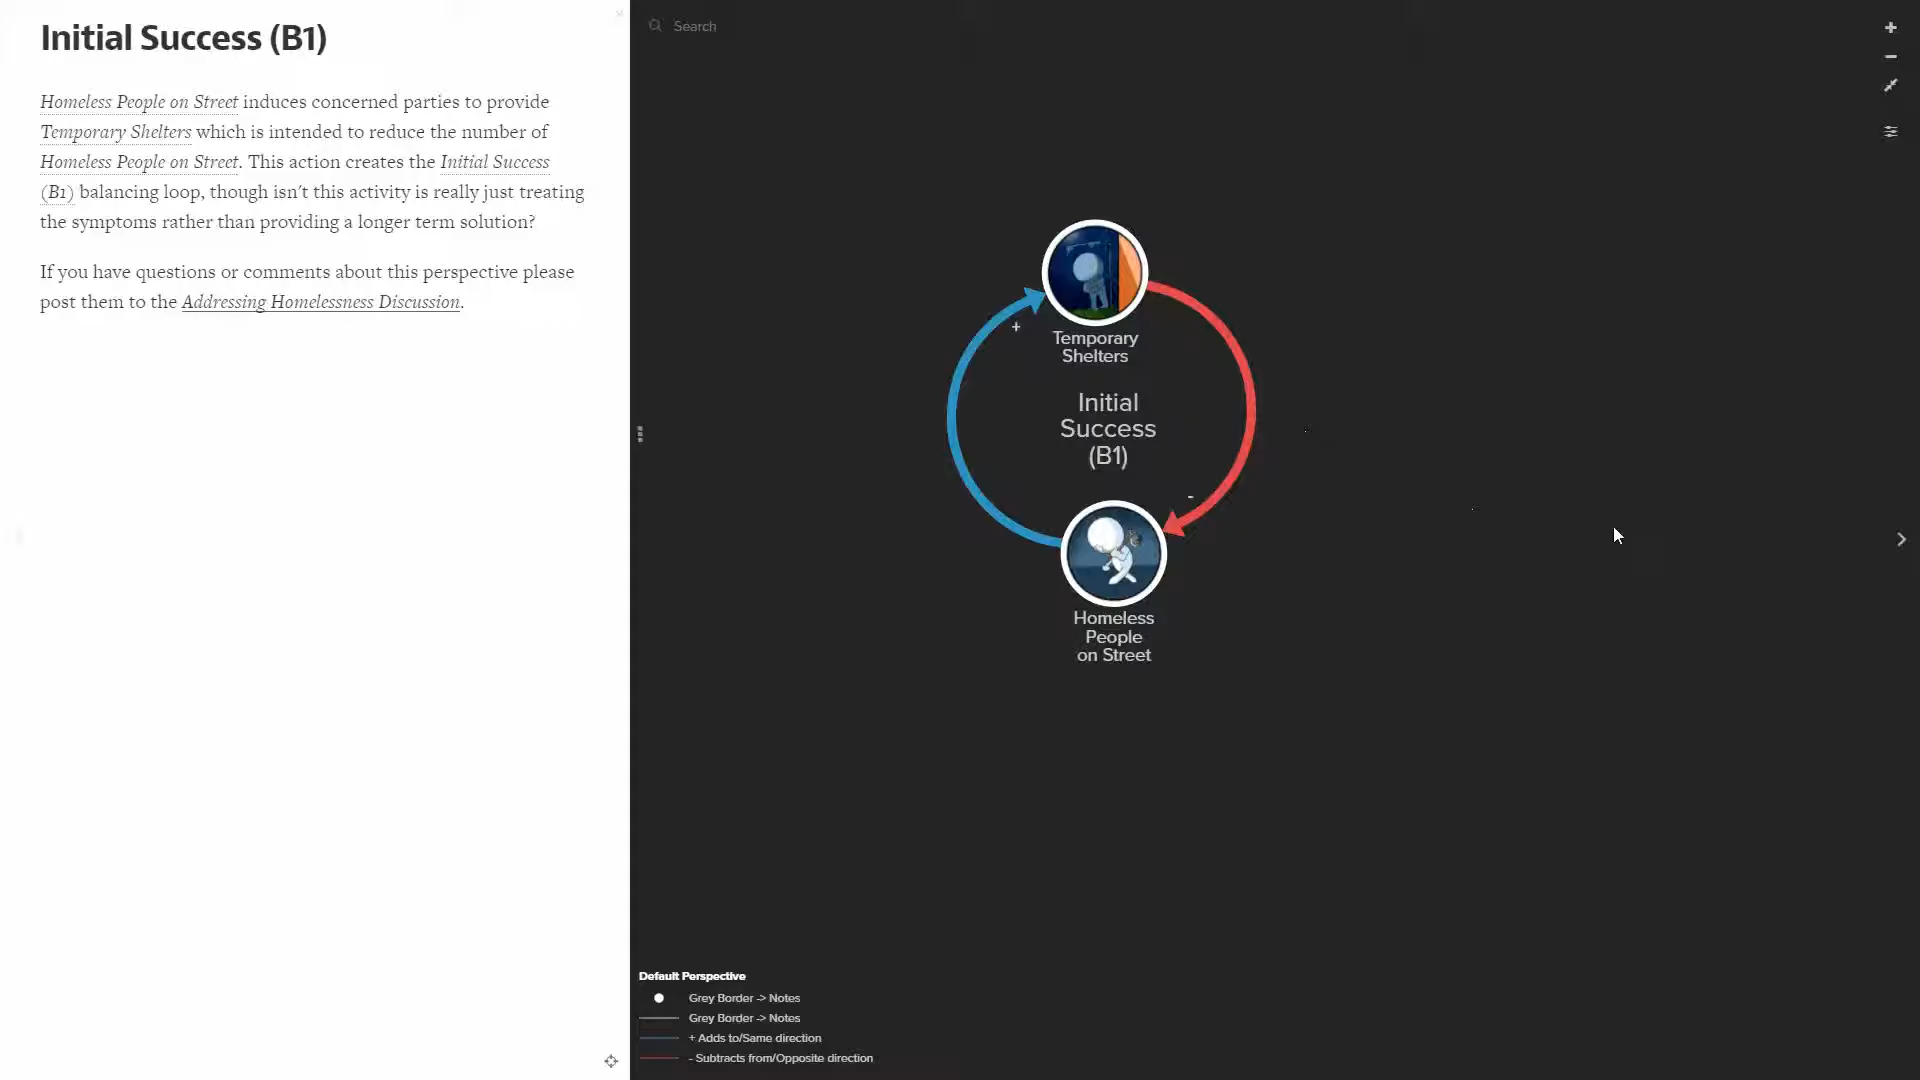 Initial Success (B1)
Homeless People on Street induces concerned parties to provide
Temporary Shelters which is intended to reduce the number of
Homeless People on Street. This action creates the Initial Success
(B1) balancing loop, though isn't this activity is really just treating
the symptoms rather than providing a longer term solution?
If you have questions or comments about this perspective please
post them to the Addressing Homelessness Discussion.
Search
+
Temporary
Shelters
Initial
Success
(B1)
-
Homeless
People
on Street
Default Perspective
Grey Border -> Notes
Grey Border -> Notes
+ Adds to/Same direction
- Subtracts from/Opposite direction